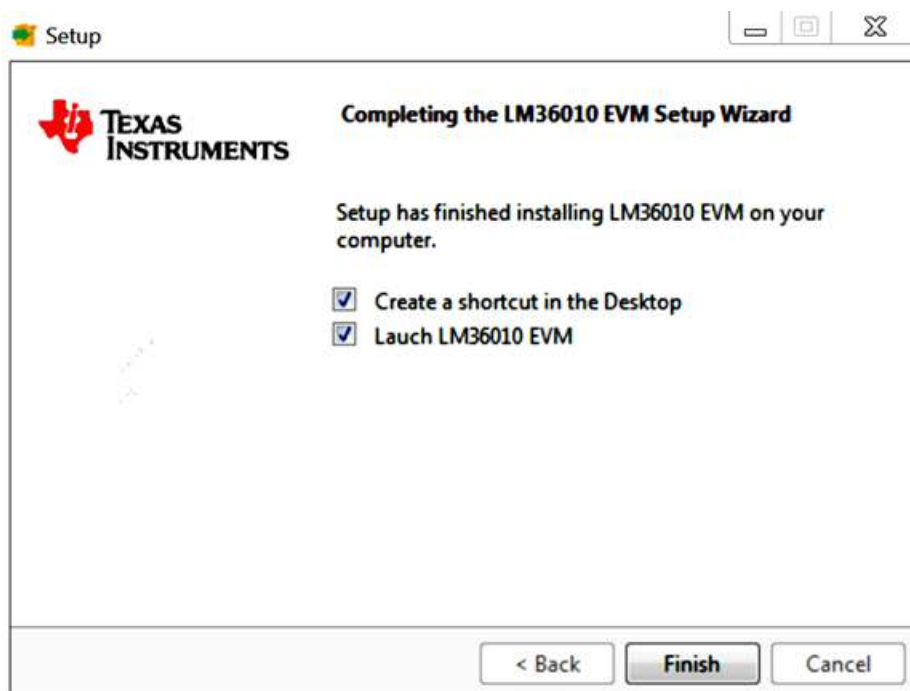 Setup
TEXAS
INSTRUMENTS
Completing the LM36010 EVM Setup Wizard
Setup has finished installing LM36010 EVM on your
computer.
Create a shortcut in the Desktop
Lauch LM36010 EVM
< Back
Finish
Cancel